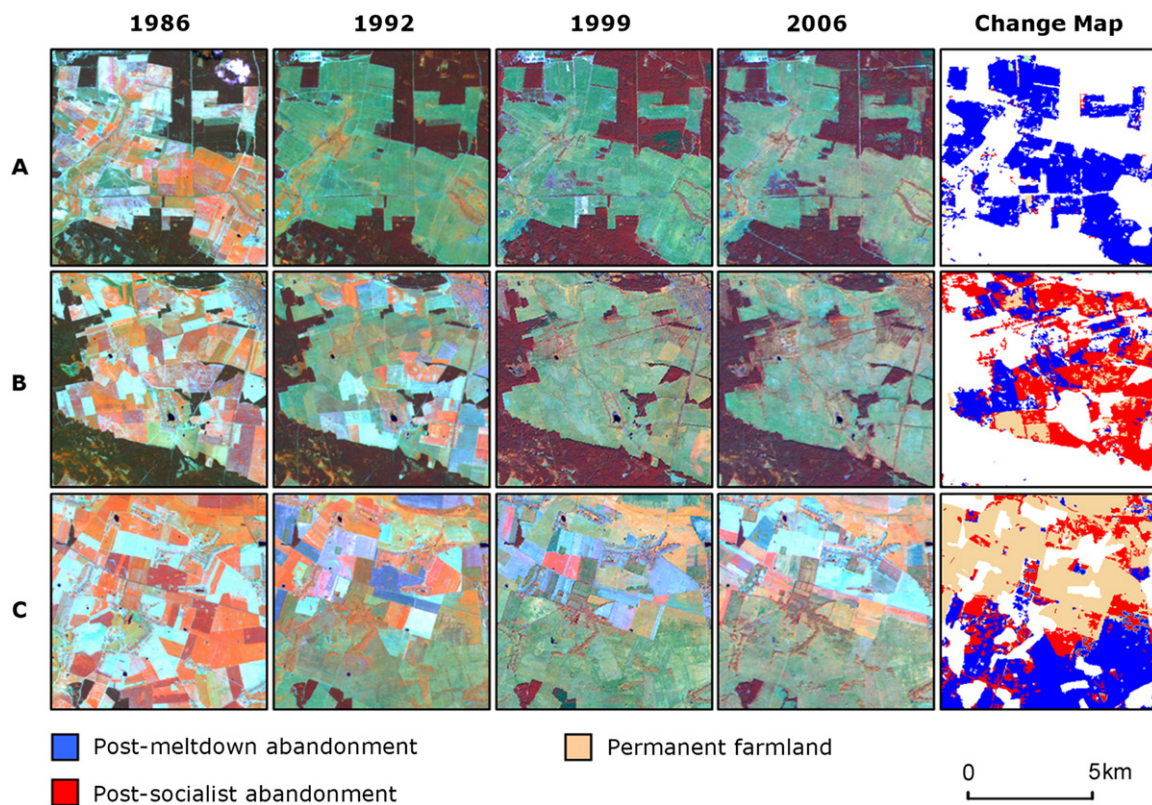 1986 1992 1999 2006 Change Map
A
B
C
Post-meltdown abandonment Permanent farmland
Post-socialist abandonment
0 5km